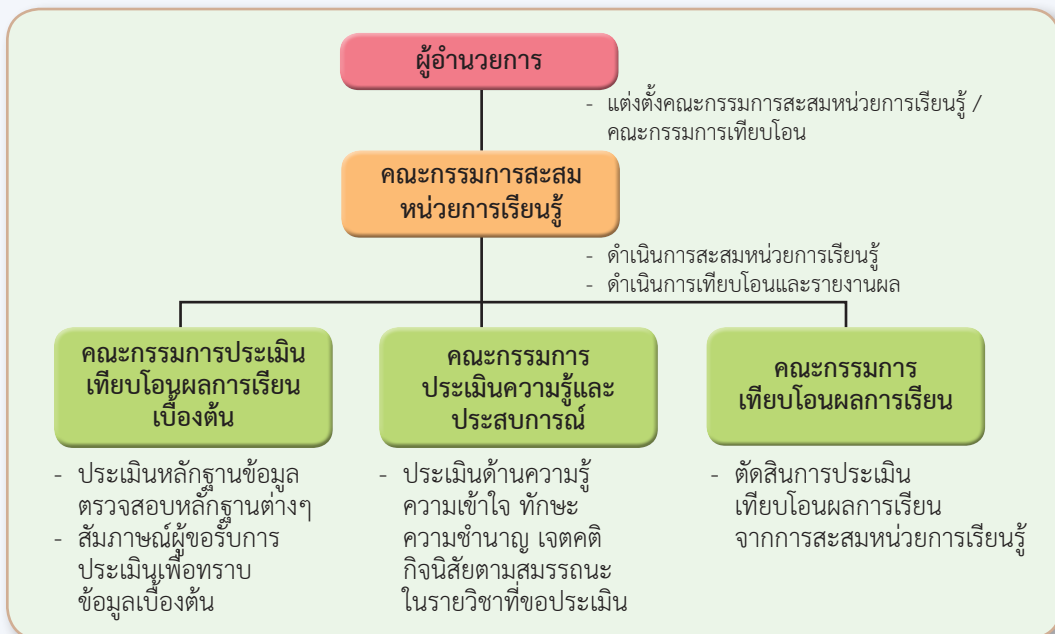 ผู้อำนวยการ
- แต่งตั้งคณะกรรมการสะสมหน่วยการเรียนรู้ /
คณะกรรมการเทียบโอน
คณะกรรมการสะสม
หน่วยการเรียนรู้
- ดำเนินการสะสมหน่วยการเรียนรู้
- ดำเนินการเทียบโอนและรายงานผล
คณะกรรมการประเมิน
เทียบโอนผลการเรียน
เบื้องต้น
- ประเมินหลักฐานข้อมูล
ตรวจสอบหลักฐานต่างๆ
- สัมภาษณ์ผู้ขอรับการ
ประเมินเพื่อทราบ
ข้อมูลเบื้องต้น
คณะกรรมการ
ประเมินความรู้และ
ประสบการณ์
- ประเมินด้านความรู้
ความเข้าใจ ทักษะ
ความชำนาญ เจตคติ
กิจนิสัยตามสมรรถนะ
ในรายวิชาที่ขอประเมิน
คณะกรรมการ
เทียบโอนผลการเรียน
- ตัดสินการประเมิน
เทียบโอนผลการเรียน
จากการสะสมหน่วยการเรียนรู้